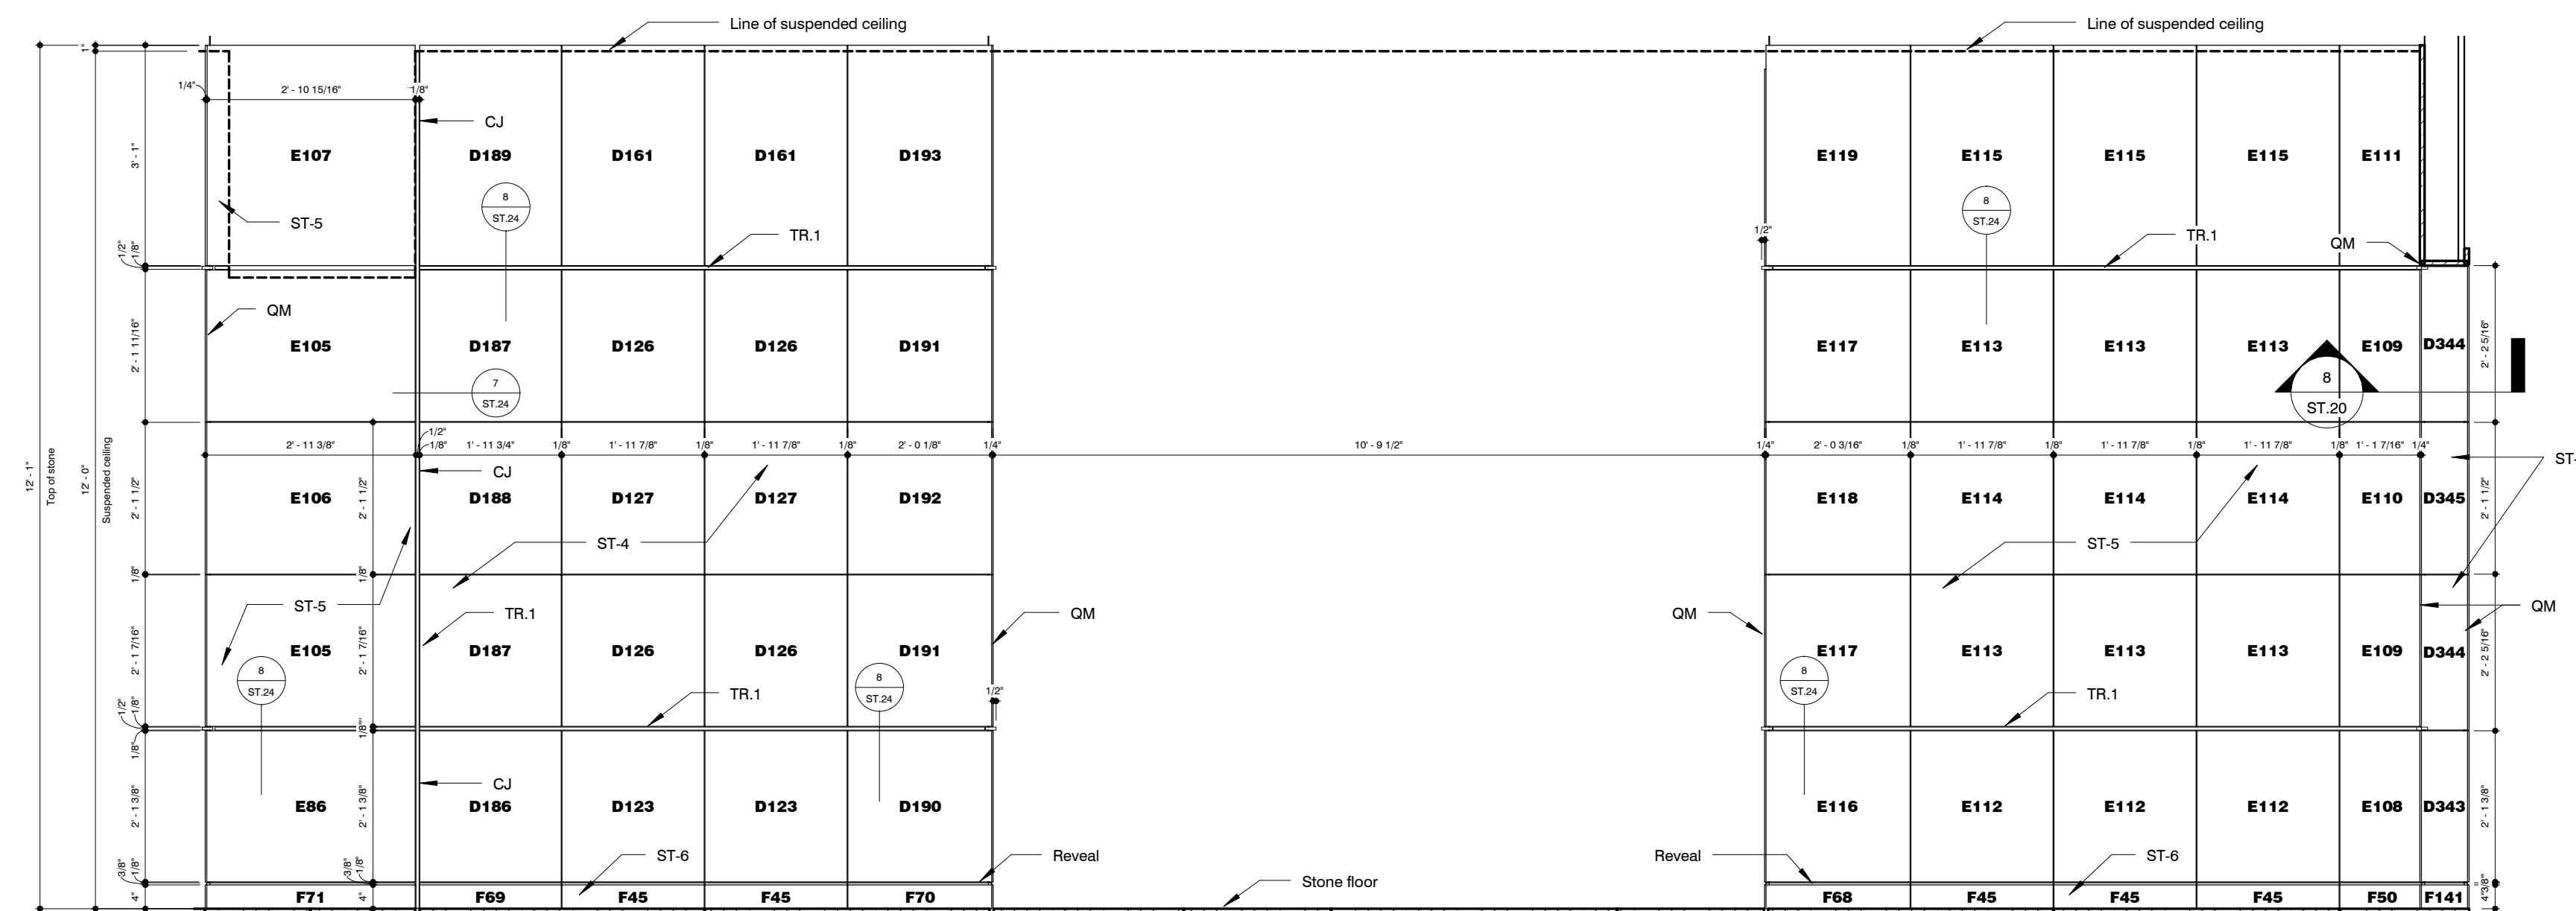 Line of suspended ceiling
Line of suspended ceiling
1"
1/4"
2' - 10 15/16"
1/8"
CJ
3' - 1"
E107
D189
D161
D161
D193
E119
E115
E115
E115
E111
8
ST.24
8
ST.24
ST-5
TR.1
1/2"
TR.1
QM
1/2"
1/8"
QM
2' - 1 11/16"
E105
D187
D126
D126
D191
E117
E113
E113
E113
E109
D344
2' - 2 5/16"
7
ST.24
8
ST.20
1/2"
2' - 11 3/8"
1/8"
1' - 11 3/4"
1/8"
1' - 11 7/8"
1/8"
1' - 11 7/8"
1/8"
2' - 0 1/8"
1/4"
10' - 9 1/2"
1/4"
2' - 0 3/16"
1/8"
1' - 11 7/8"
1/8"
1' - 11 7/8"
1/8"
1' - 11 7/8"
1/8"
1' - 1 7/16"
1/4"
ST-
CJ
12' - 1"
Top of stone
12' - 0"
Suspended ceiling
2' - 1 1/2"
E106
2' - 1 1/2"
D188
D127
D127
D192
E118
E114
E114
E114
E110
D345
2' - 1 1/2"
ST-4
ST-5
1/8"
1/8"
ST-5
TR.1
QM
QM
QM
2' - 1 7/16"
E105
2' - 1 7/16"
D187
D126
D126
D191
E117
E113
E113
E113
E109
D344
2' - 2 5/16"
8
ST.24
8
ST.24
8
ST.24
TR.1
1/2"
TR.1
1/2"
1/8"
1/8"
1/8"
CJ
2' - 1 3/8"
E86
2' - 1 3/8"
D186
D123
D123
D190
E116
E112
E112
E112
E108
D343
2' - 1 3/8"
ST-6
Reveal
Reveal
ST-6
3/8"
1/8"
3/8"
1/8"
Stone floor
4"
F71
4"
F69
F45
F45
F70
F68
F45
F45
F45
F50
F141
4"
3/8"